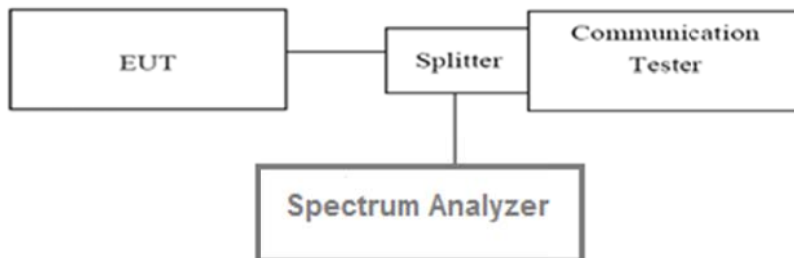 EUT
Splitter
Communication
Tester
Spectrum Analyzer